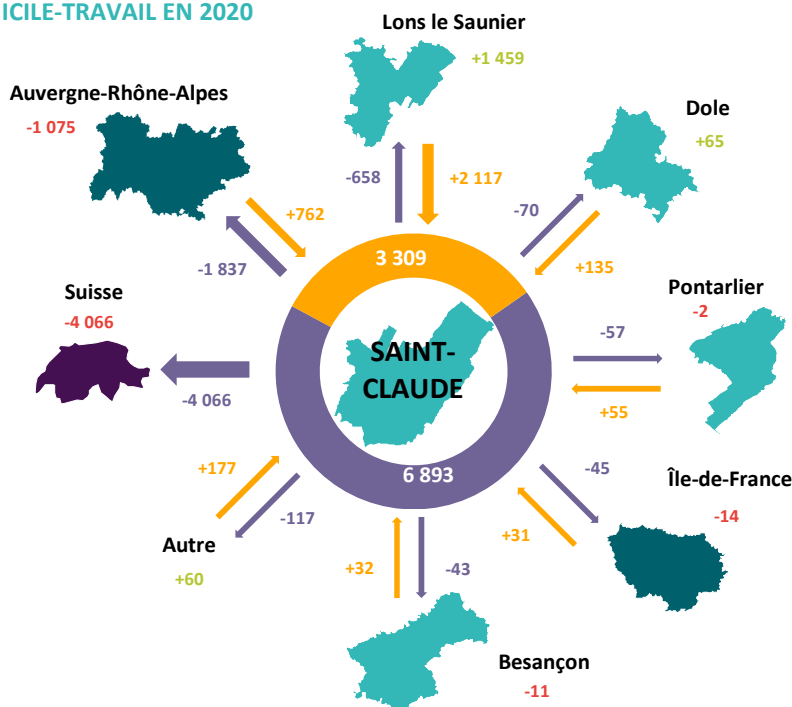 ICILE-TRAVAIL EN 2020
Lons le Saunier
+1 459
Auvergne-Rhône-Alpes
-1 075
Dole
+65
-658
+2 117
-70
+762
+135
-1 837
3 309
Suisse
-4 066
Pontarlier
-2
-57
SAINT-
CLAUDE
-4 066
+55
+177
6 893
-45
Île-de-France
-14
-117
+31
Autre
+60
+32
-43
Besançon
-11